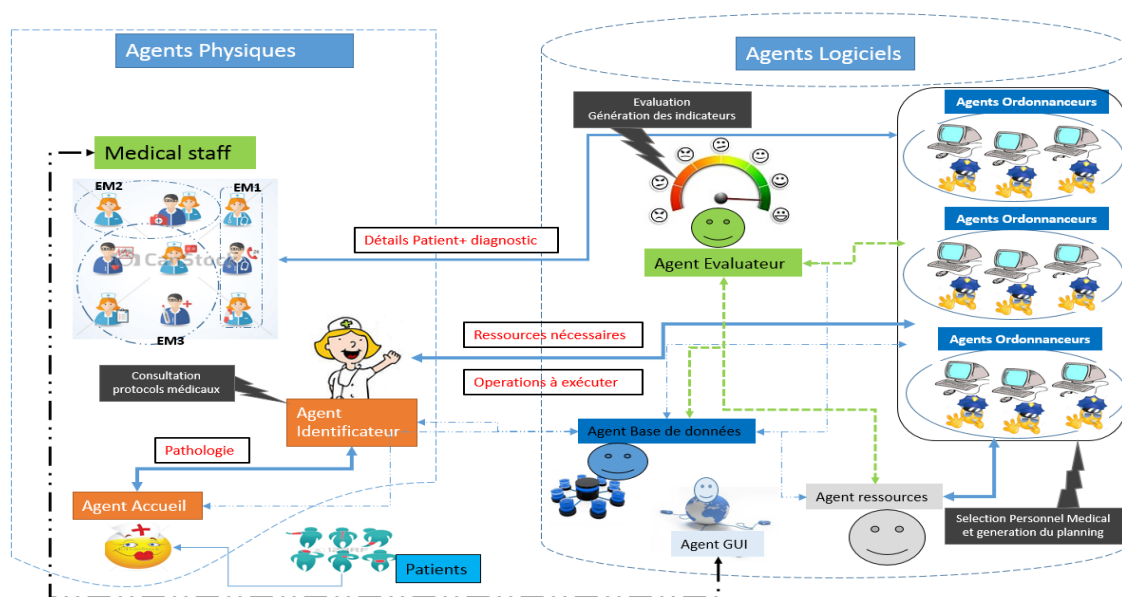 Agents Physiques
Agents Logiciels
Evaluation
Génération des indicateurs
Agents Ordonnanceurs
Medical staff
EM2
EM1
EM3
Détails Patient+ diagnostic
Agent Evaluateur
Agents Ordonnanceurs
Ressources nécessaires
Agents Ordonnanceurs
Consultation
protocols médicaux
Operations à exécuter
Agent
Identificateur
Agent Base de données
Pathologie
Agent Accueil
Agent ressources
Selection Personnel Medical
et generation du planning
Agent GUI
Patients